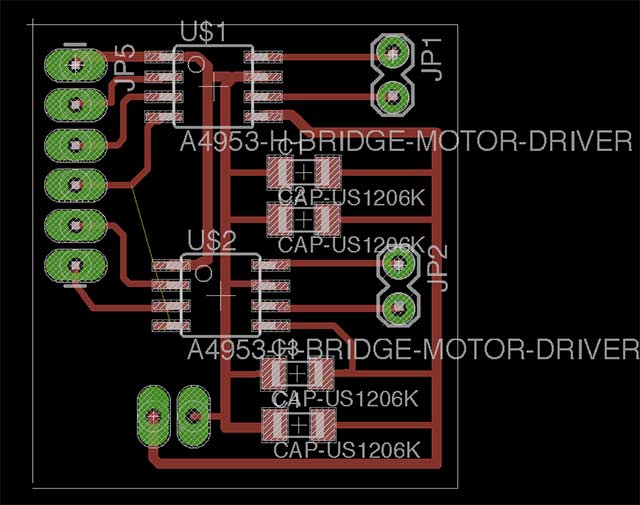 U$1
JP5
JP1
A4953-H-BRIDGE-MOTOR-DRIVER
C1
CAP-US1206K
C2
CAP-US1206K
U$2
JP2
A4953-H-BRIDGE-MOTOR-DRIVER
C3
CAP-US1206K
C4
CAP-US1206K